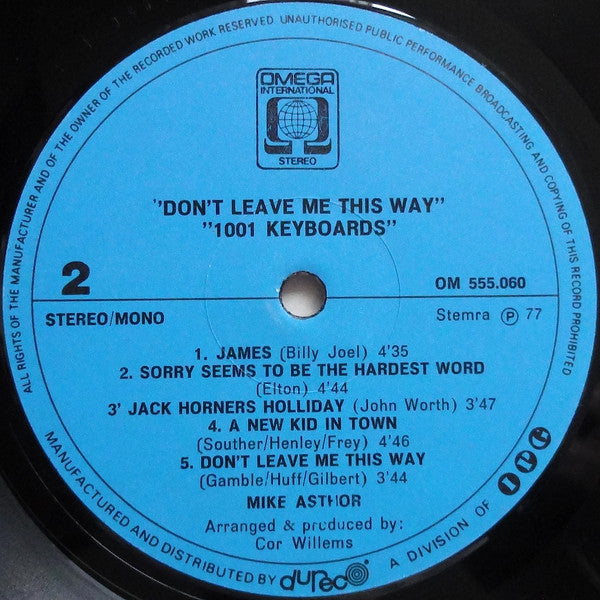 ALL RIGHTS OF THE MANUFACTURER AND OF THE OWNER OF THE RECORDED WORK RESERVED. UNAUTHORISED PUBLIC PERFORMANCE BROADCASTING AND COPYING OF THIS RECORD PROHIBITED
OMEGA
INTERNATIONAL
STEREO
"DON'T LEAVE ME THIS WAY"
"1001 KEYBOARDS"
2
OM 555.060
STEREO/MONO
Stemra Ⓟ 77
1. JAMES (Billy Joel) 4'35
2. SORRY SEEMS TO BE THE HARDEST WORD
(Elton) 4'44
3' JACK HORNERS HOLLIDAY (John Worth) 3'47
4. A NEW KID IN TOWN
(Souther/Henley/Frey) 4'46
5. DON'T LEAVE ME THIS WAY
(Gamble/Huff/Gilbert) 3'44
MIKE ASTHOR
Arranged & produced by:
Cor Willems
MANUFACTURED AND DISTRIBUTED BY dureco A DIVISION OF